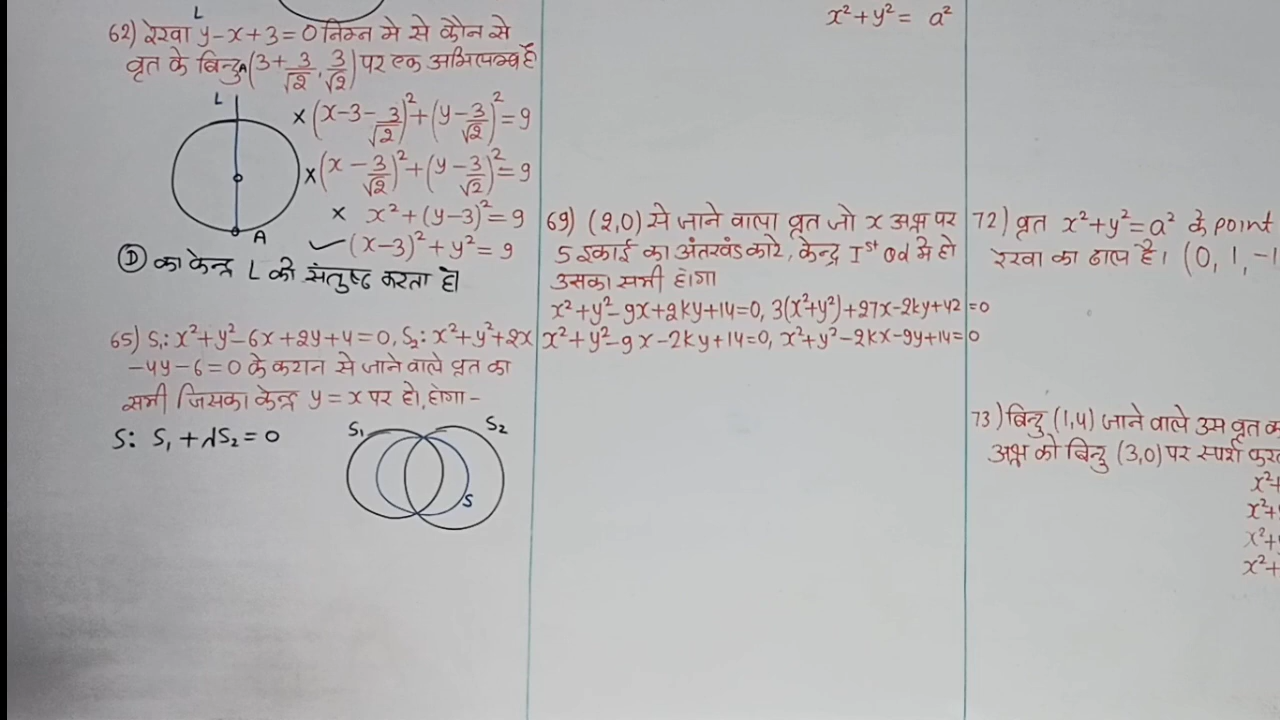 L
62) रेखा y-x+3=0 निम्न मे से कौन से
वृत के बिन्दु A(3+3/√2, 3/√2) पर एक अभिलम्ब है
L
× (x-3-3/√2)²+(y-3/√2)²=9
× (x-3/√2)²+(y-3/√2)²=9
× x²+(y-3)²=9
✓ (x-3)²+y²=9
A
Ⓓ का केन्द्र L को संतुष्ट करता है।
65) S₁: x²+y²-6x+2y+4=0, S₂: x²+y²+2x
-4y-6=0 के कटान से जाने वाले वृत का
समी जिसका केन्द्र y=x पर हो, होगा-
S: S₁+λS₂=0
S₁
S₂
S
x²+y²= a²
69) (2,0) से जाने वाला वृत जो x अक्ष पर
5 इकाई का अंतरखंड काटे, केन्द्र Iˢᵗ Qd मे हो
उसका समी होगा
x²+y²-9x+2ky+14=0, 3(x²+y²)+27x-2ky+42=0
x²+y²-9x-2ky+14=0, x²+y²-2kx-9y+14=0
72) वृत x²+y²=a² के point
रेखा का ढाल है। (0, 1, -1
73) बिन्दु (1,4) जाने वाले उस वृत क
अक्ष को बिन्दु (3,0) पर स्पर्श कर
x²+
x²+
x²+
x²+